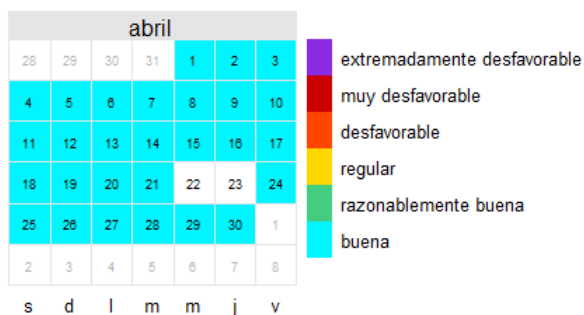 abril
28 29 30 31 1 2 3
4 5 6 7 8 9 10
11 12 13 14 15 16 17
18 19 20 21 22 23 24
25 26 27 28 29 30 1
2 3 4 5 6 7 8
s d l m m j v
extremadamente desfavorable
muy desfavorable
desfavorable
regular
razonablemente buena
buena